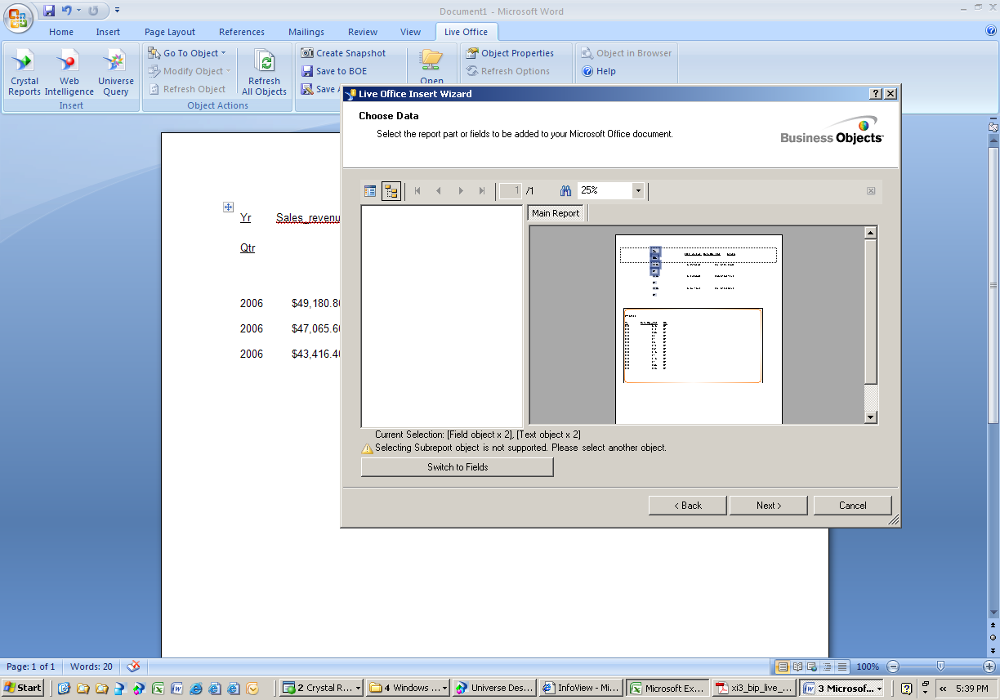 Document1 - Microsoft Word
Home Insert Page Layout References Mailings Review View Live Office
Crystal Reports
Web Intelligence
Universe Query
Insert
Go To Object
Modify Object
Refresh Object
Refresh All Objects
Object Actions
Create Snapshot
Save to BOE
Save
Open
Object Properties
Refresh Options
Object in Browser
Help
Live Office Insert Wizard
Choose Data
Select the report part or fields to be added to your Microsoft Office document.
Business Objects
1 /1 25%
Main Report
Yr Sales_revenu
Qtr
2006 $49,180.8
2006 $47,065.6
2006 $43,416.4
Current Selection: [Field object x 2], [Text object x 2]
Selecting Subreport object is not supported. Please select another object.
Switch to Fields
< Back Next > Cancel
Page: 1 of 1 Words: 20 100%
Start 2 Crystal R... 4 Windows ... Universe Des... InfoView - Mi... Microsoft Ex... xi3_bip_live_... 3 Microsof... « 5:39 PM